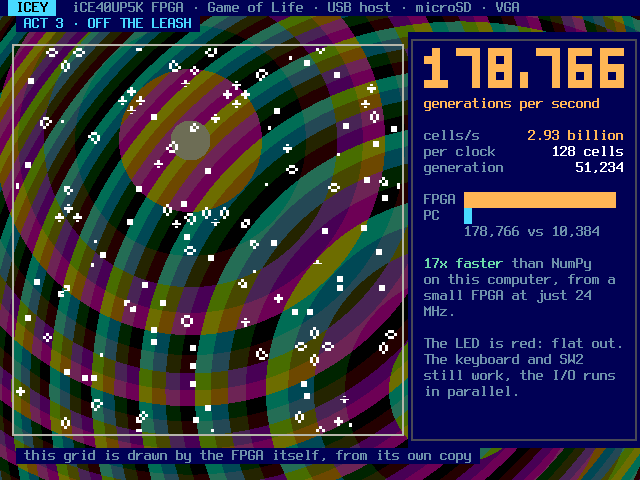 ICEY iCE40UP5K FPGA · Game of Life · USB host · microSD · VGA
ACT 3 · OFF THE LEASH
178,766
generations per second
cells/s 2.93 billion
per clock 128 cells
generation 51,234
FPGA
PC
178,766 vs 10,384
17x faster than NumPy
on this computer, from a
small FPGA at just 24
MHz.
The LED is red: flat out.
The keyboard and SW2
still work, the I/O runs
in parallel.
this grid is drawn by the FPGA itself, from its own copy